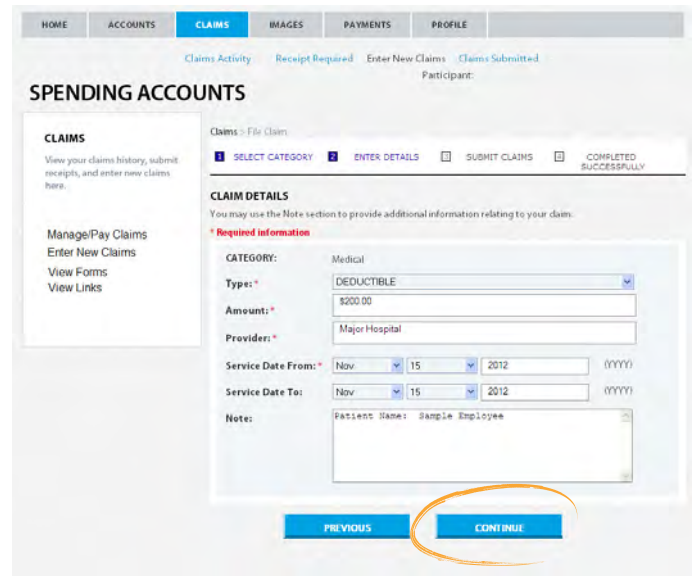 HOME ACCOUNTS CLAIMS IMAGES PAYMENTS PROFILE
Claims Activity Receipt Required Enter New Claims Claims Submitted
Participant:
SPENDING ACCOUNTS
CLAIMS
View your claims history, submit
receipts, and enter new claims
here.
Manage/Pay Claims
Enter New Claims
View Forms
View Links
Claims > File Claim
1 SELECT CATEGORY 2 ENTER DETAILS 3 SUBMIT CLAIMS 4 COMPLETED
SUCCESSFULLY
CLAIM DETAILS
You may use the Note section to provide additional information relating to your claim.
* Required information
CATEGORY: Medical
Type:* DEDUCTIBLE
Amount:* $200.00
Provider:* Major Hospital
Service Date From:* Nov 15 2012 (YYYY)
Service Date To: Nov 15 2012 (YYYY)
Note: Patient Name: Sample Employee
PREVIOUS CONTINUE